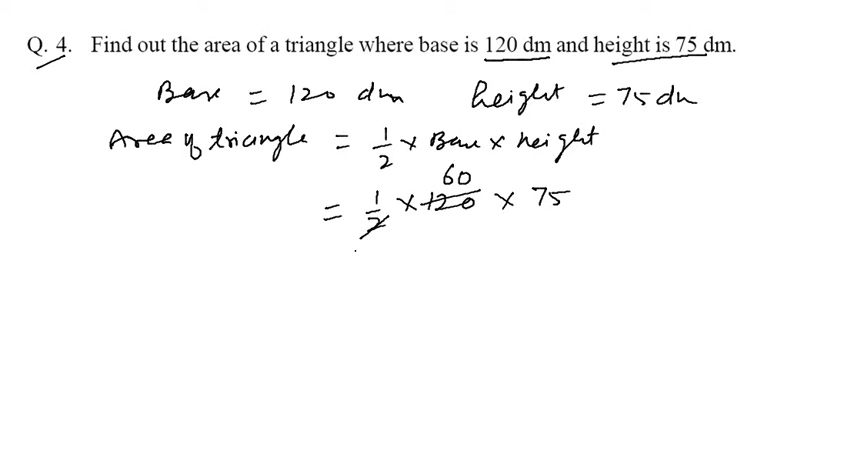 Q. 4. Find out the area of a triangle where base is 120 dm and height is 75 dm.
Base = 120 dm height = 75 dm
Area of triangle = 1/2 × Base × height
60
= 1/2 × 120 × 75